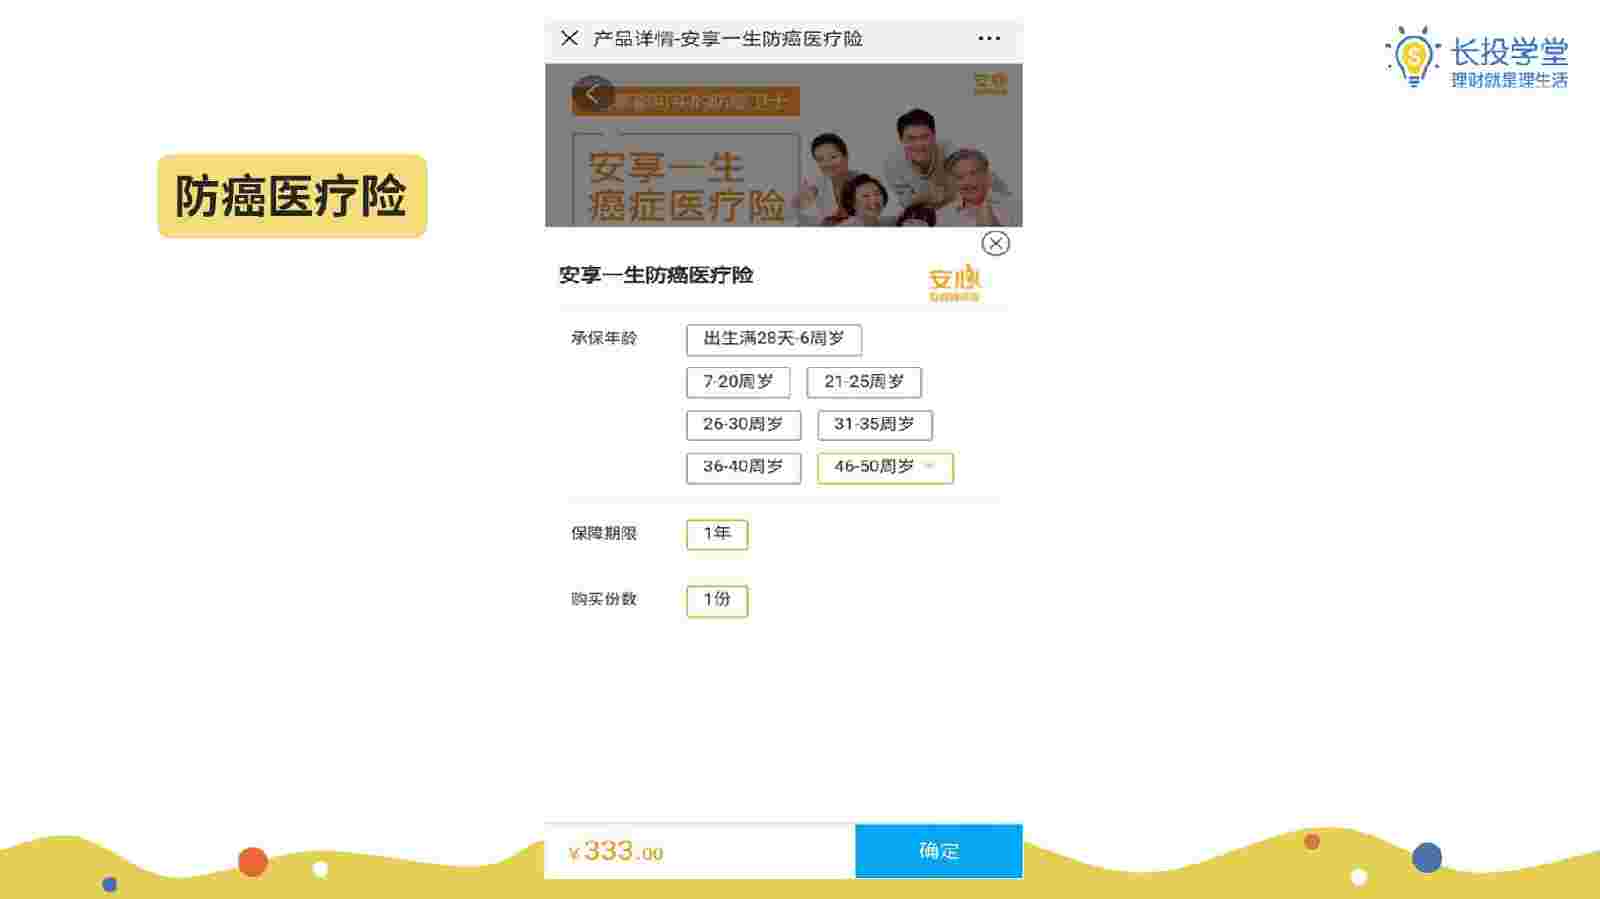 产品详情-安享一生防癌医疗险
长投学堂
理财就是理生活
防癌医疗险
安享一生
癌症医疗险
安享一生防癌医疗险
安心
承保年龄
出生满28天-6周岁
7-20周岁
21-25周岁
26-30周岁
31-35周岁
36-40周岁
46-50周岁
保障期限
1年
购买份数
1份
¥333.00
确定